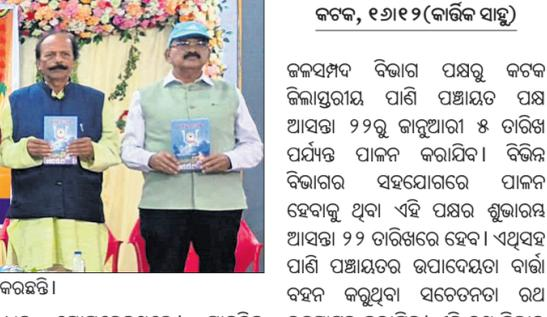 କଟକ, ୧୬।୧୨(କାର୍ତ୍ତିକ ସାହୁ)
ଜଳସମ୍ପଦ ବିଭାଗ ପକ୍ଷରୁ କଟକ
ଜିଲାସ୍ତରୀୟ ପାଣି ପଞ୍ଚାୟତ ପକ୍ଷ
ଆସନ୍ତା ୨୨ରୁ ଜାନୁଆରୀ ୫ ତାରିଖ
ପର୍ଯ୍ୟନ୍ତ ପାଳନ କରାଯିବ। ବିଭିନ୍ନ
ବିଭାଗର ସହଯୋଗରେ ପାଳନ
ହେବାକୁ ଥିବା ଏହି ପକ୍ଷର ଶୁଭାରମ୍ଭ
ଆସନ୍ତା ୨୨ ତାରିଖରେ ହେବ। ଏଥିସହ
ପାଣି ପଞ୍ଚାୟତର ଉପାଦେୟତା ବାର୍ତ୍ତା
ବହନ କରୁଥିବା ସଚେତନତା ରଥ
କରଛନ୍ତି।